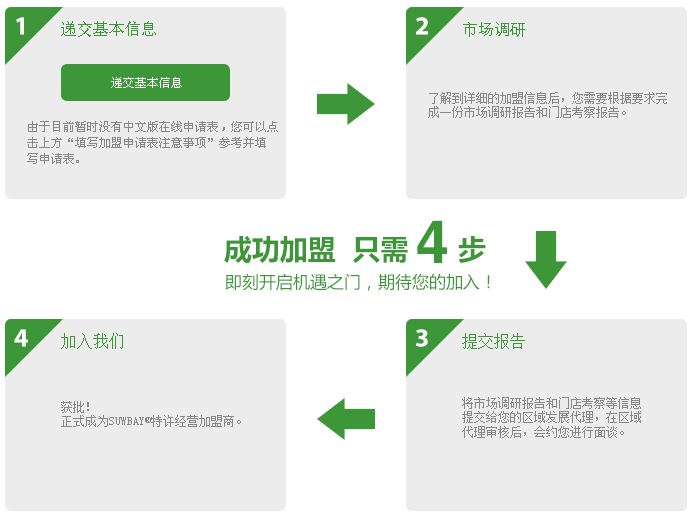 1 递交基本信息
递交基本信息
由于目前暂时没有中文版在线申请表，您可以点
击上方“填写加盟申请表注意事项”参考并填
写申请表。
2 市场调研
了解到详细的加盟信息后，您需要根据要求完
成一份市场调研报告和门店考察报告。
成功加盟 只需4步
即刻开启机遇之门，期待您的加入！
3 提交报告
将市场调研报告和门店考察等信息
提交给您的区域发展代理，在区域
代理审核后，会约您进行面谈。
4 加入我们
获批！
正式成为SUWBAY®特许经营加盟商。